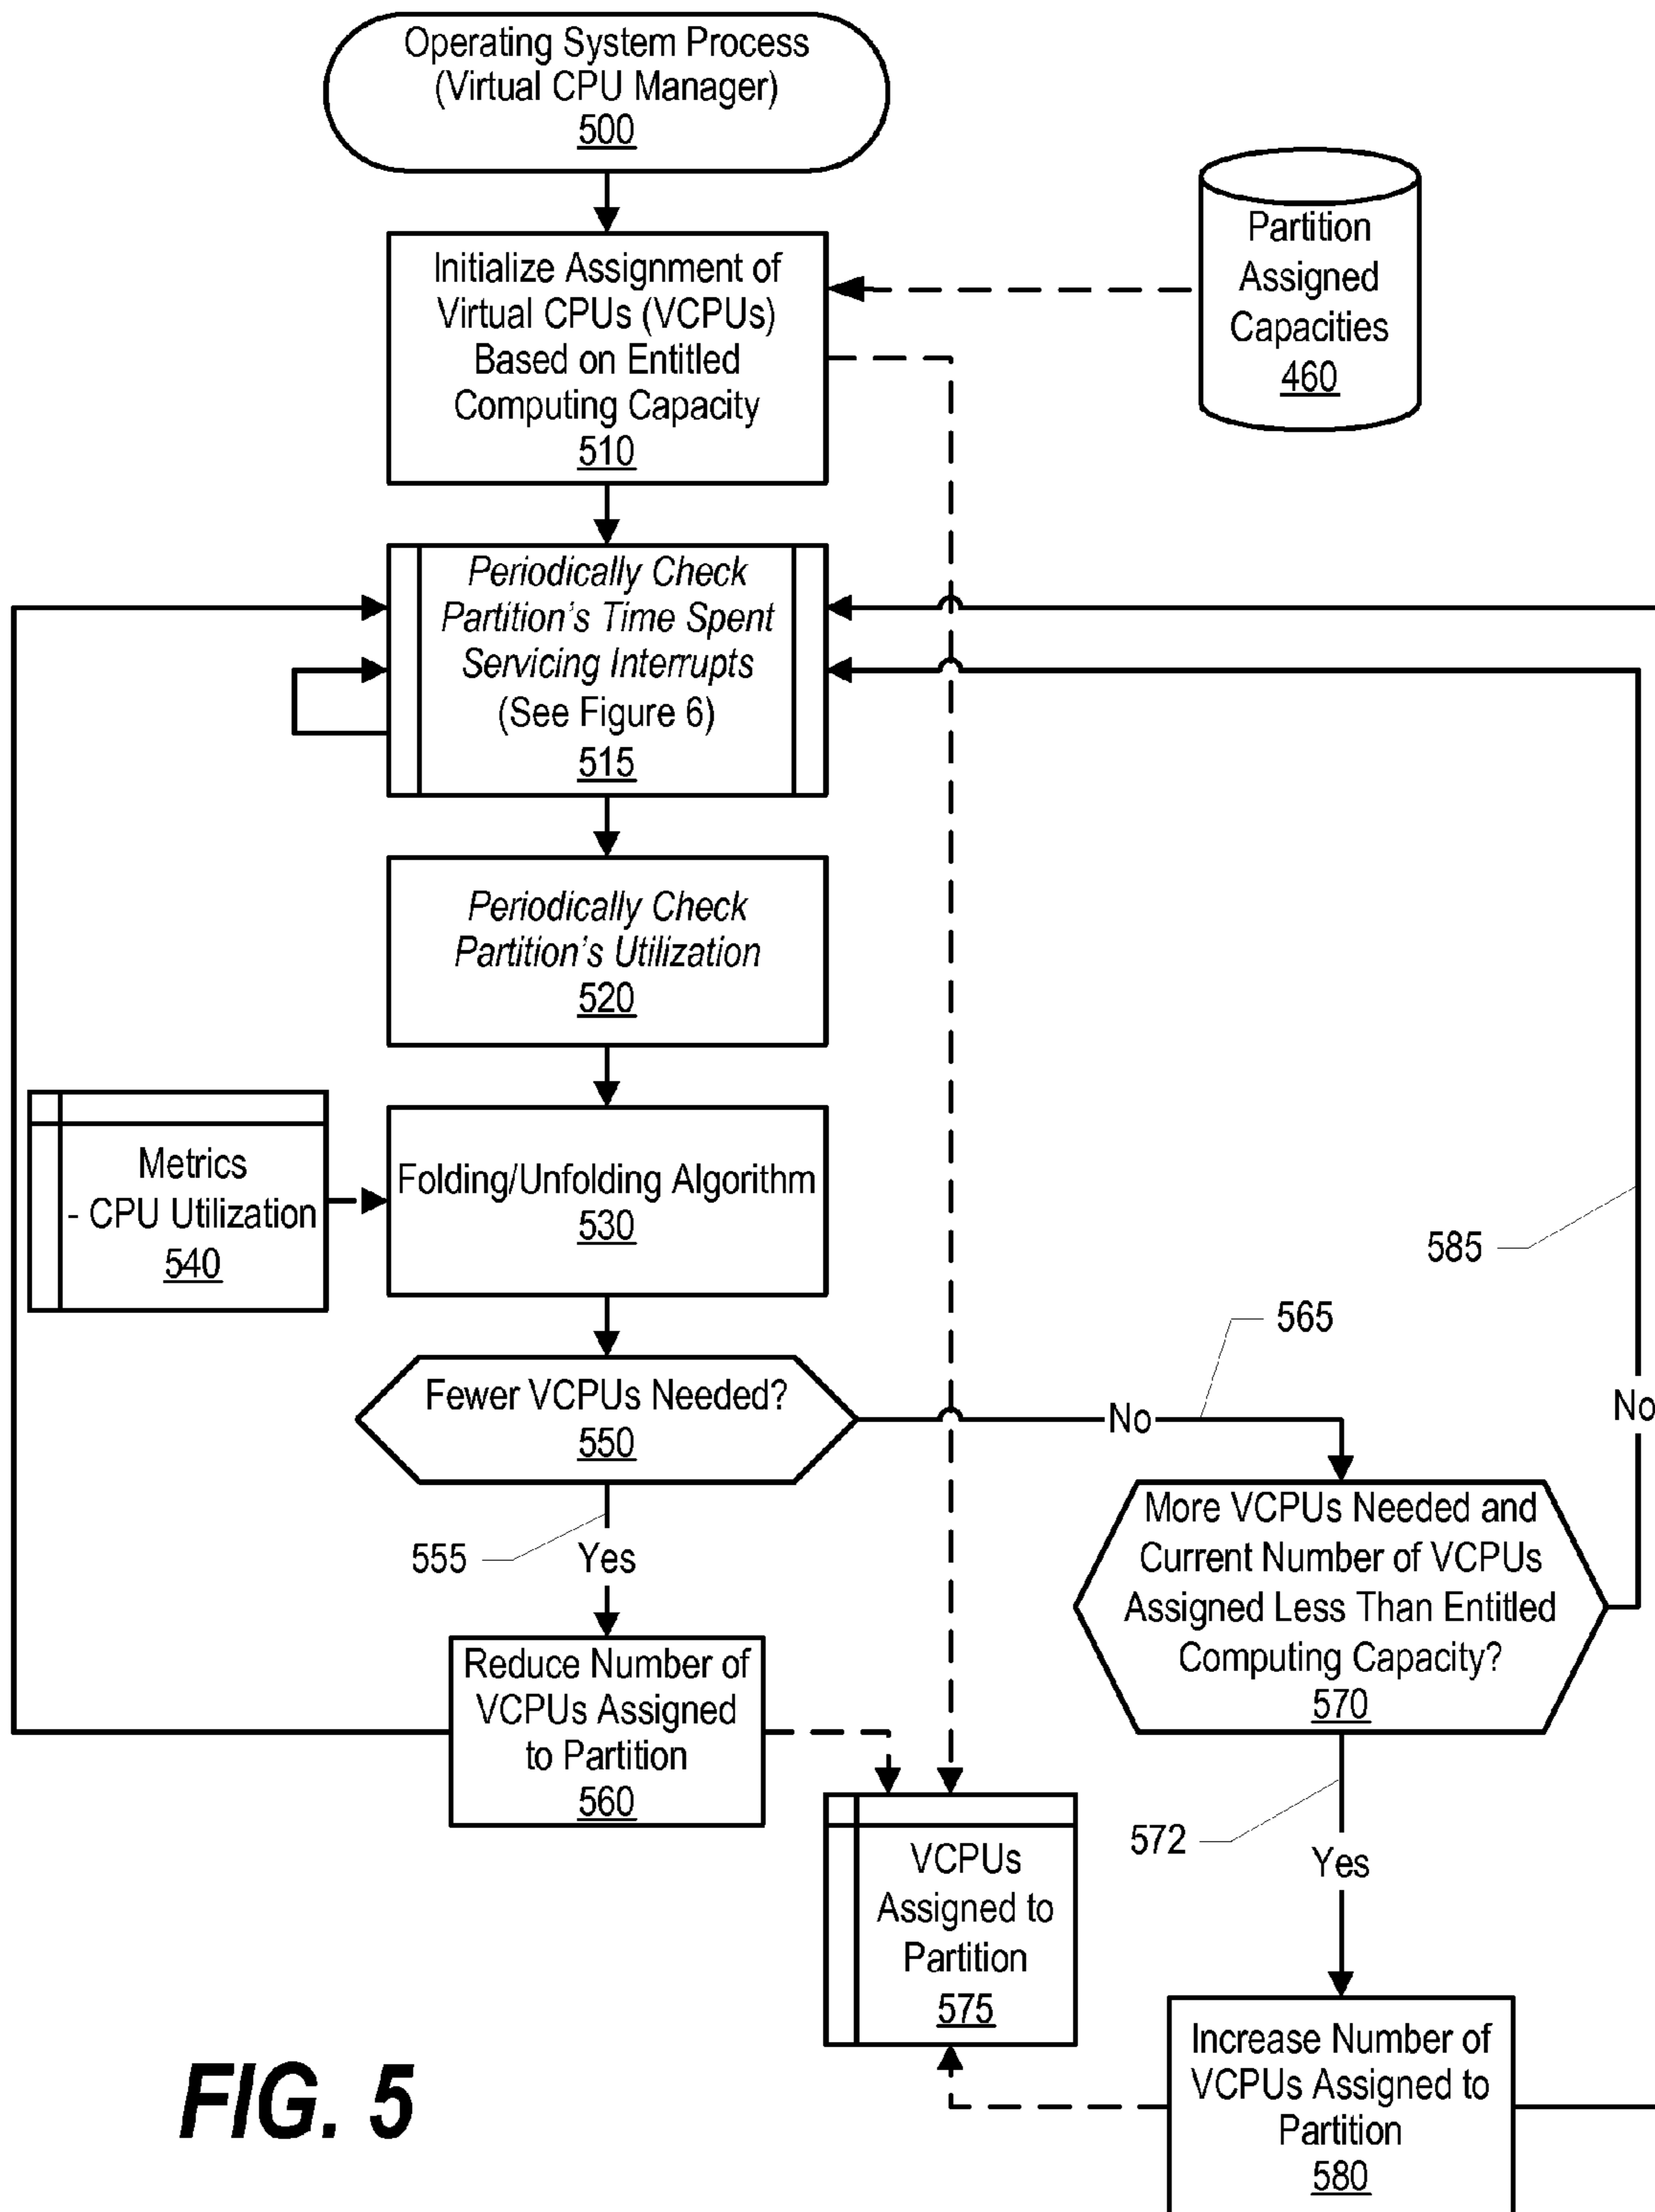 Operating System Process
(Virtual CPU Manager)
500
Partition
Assigned
Capacities
460
Initialize Assignment of
Virtual CPUs (VCPUs)
Based on Entitled
Computing Capacity
510
Periodically Check
Partition's Time Spent
Servicing Interrupts
(See Figure 6)
515
Periodically Check
Partition's Utilization
520
Metrics
- CPU Utilization
540
Folding/Unfolding Algorithm
530
585
565
Fewer VCPUs Needed?
550
No
No
555
Yes
More VCPUs Needed and
Current Number of VCPUs
Assigned Less Than Entitled
Computing Capacity?
570
Reduce Number of
VCPUs Assigned
to Partition
560
572
Yes
VCPUs
Assigned to
Partition
575
Increase Number of
VCPUs Assigned to
Partition
580
FIG. 5